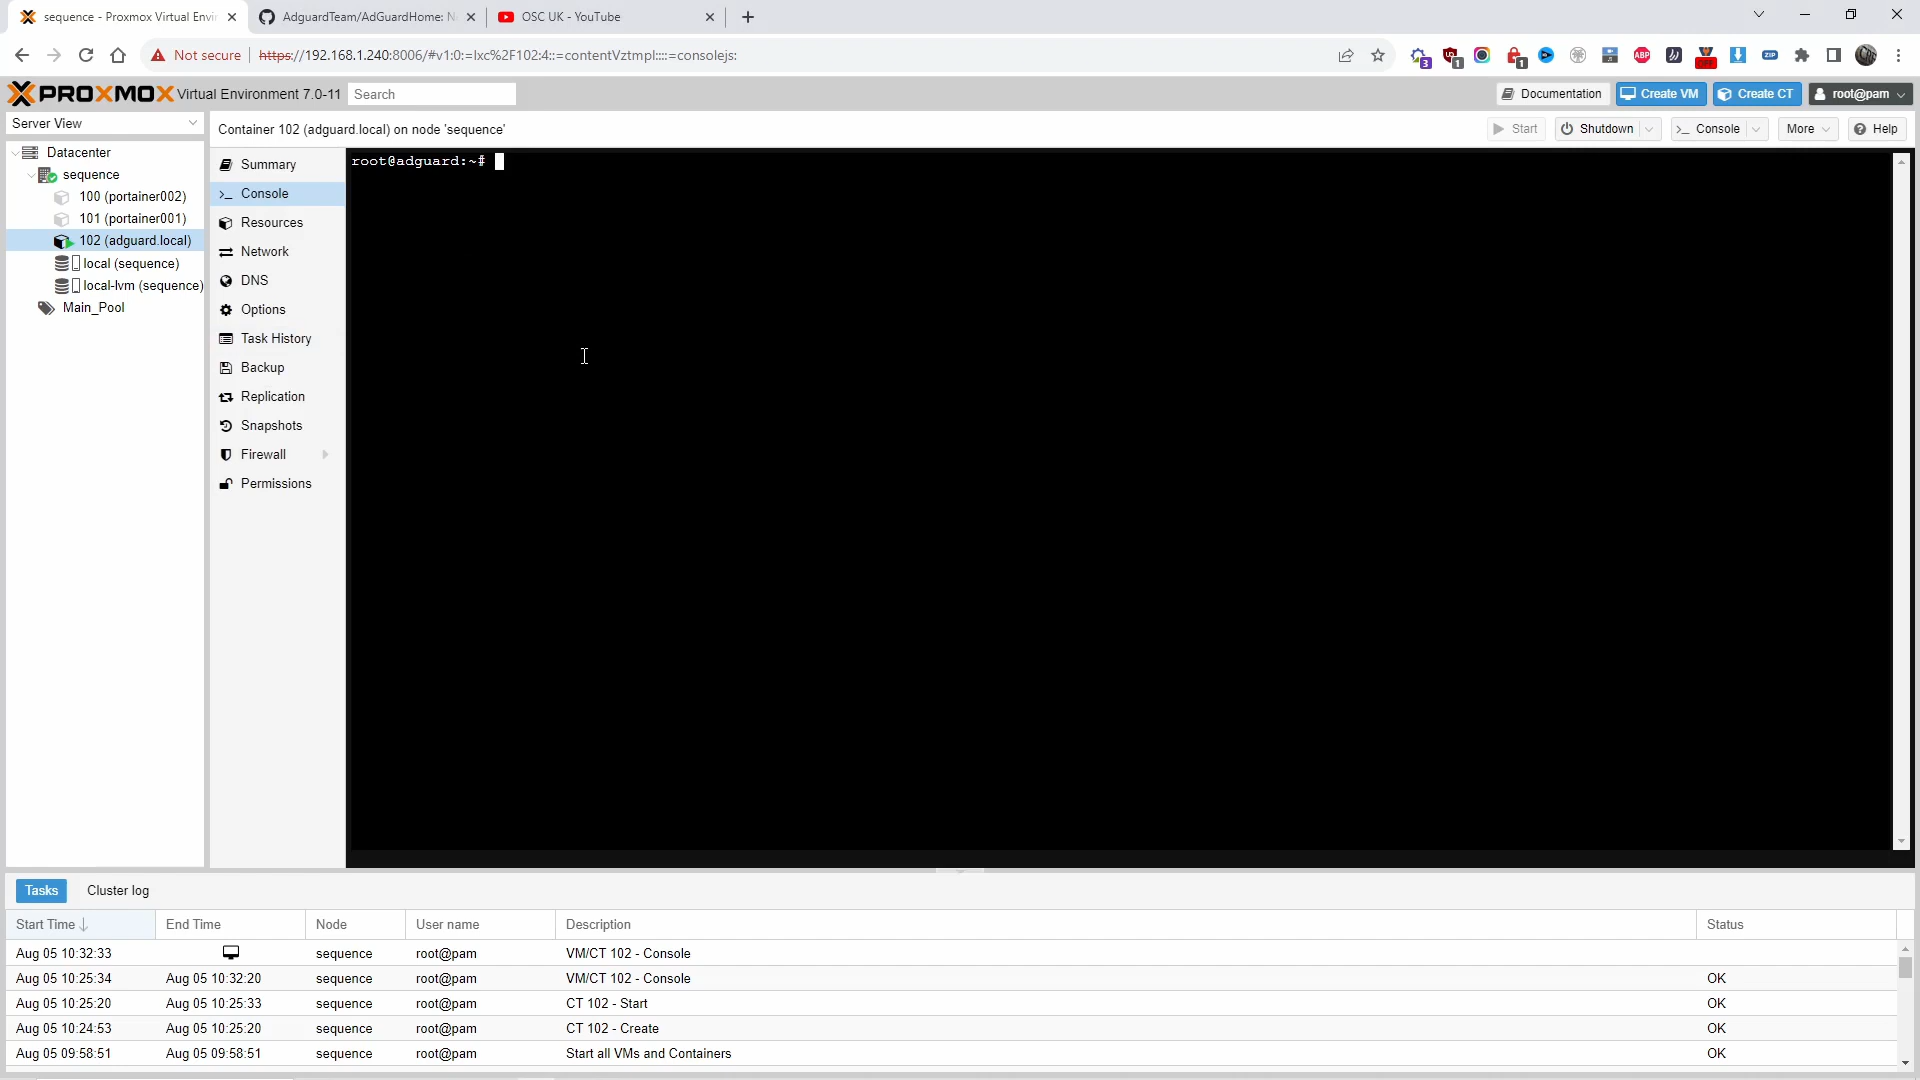 sequence - Proxmox Virtual Envir
AdguardTeam/AdGuardHome: N
OSC UK - YouTube
Not secure
https://192.168.1.240:8006/#v1:0:=lxc%2F102:4::=contentVztmpl::::=consolejs:
3
1
1
ABP
ZIP
PROXMOX Virtual Environment 7.0-11
Search
Documentation
Create VM
Create CT
root@pam
Server View
Container 102 (adguard.local) on node 'sequence'
Start
Shutdown
>_ Console
More
Help
Datacenter
sequence
100 (portainer002)
101 (portainer001)
102 (adguard.local)
local (sequence)
local-lvm (sequence)
Main_Pool
Summary
>_ Console
Resources
Network
DNS
Options
Task History
Backup
Replication
Snapshots
Firewall
Permissions
root@adguard:~#
Tasks
Cluster log
Start Time
End Time
Node
User name
Description
Status
Aug 05 10:32:33 sequence root@pam VM/CT 102 - Console
Aug 05 10:25:34 Aug 05 10:32:20 sequence root@pam VM/CT 102 - Console OK
Aug 05 10:25:20 Aug 05 10:25:33 sequence root@pam CT 102 - Start OK
Aug 05 10:24:53 Aug 05 10:25:20 sequence root@pam CT 102 - Create OK
Aug 05 09:58:51 Aug 05 09:58:51 sequence root@pam Start all VMs and Containers OK